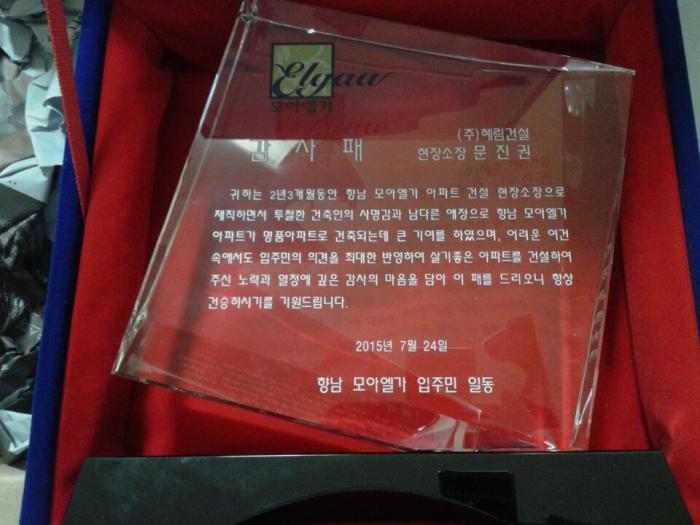 Elgaa
모아엘가
감사패
(주)혜림건설
현장소장 문진권
귀하는 2년3개월동안 향남 모아엘가 아파트 건설 현장소장으로
재직하면서 투철한 건축인의 사명감과 남다른 애정으로 향남 모아엘가
아파트가 명품아파트로 건축되는데 큰 기여를 하였으며, 어려운 여건
속에서도 입주민의 의견을 최대한 반영하여 살기좋은 아파트를 건설하여
주신 노력과 열정에 깊은 감사의 마음을 담아 이 패를 드리오니 항상
건승하시기를 기원드립니다.
2015년 7월 24일
향남 모아엘가 입주민 일동